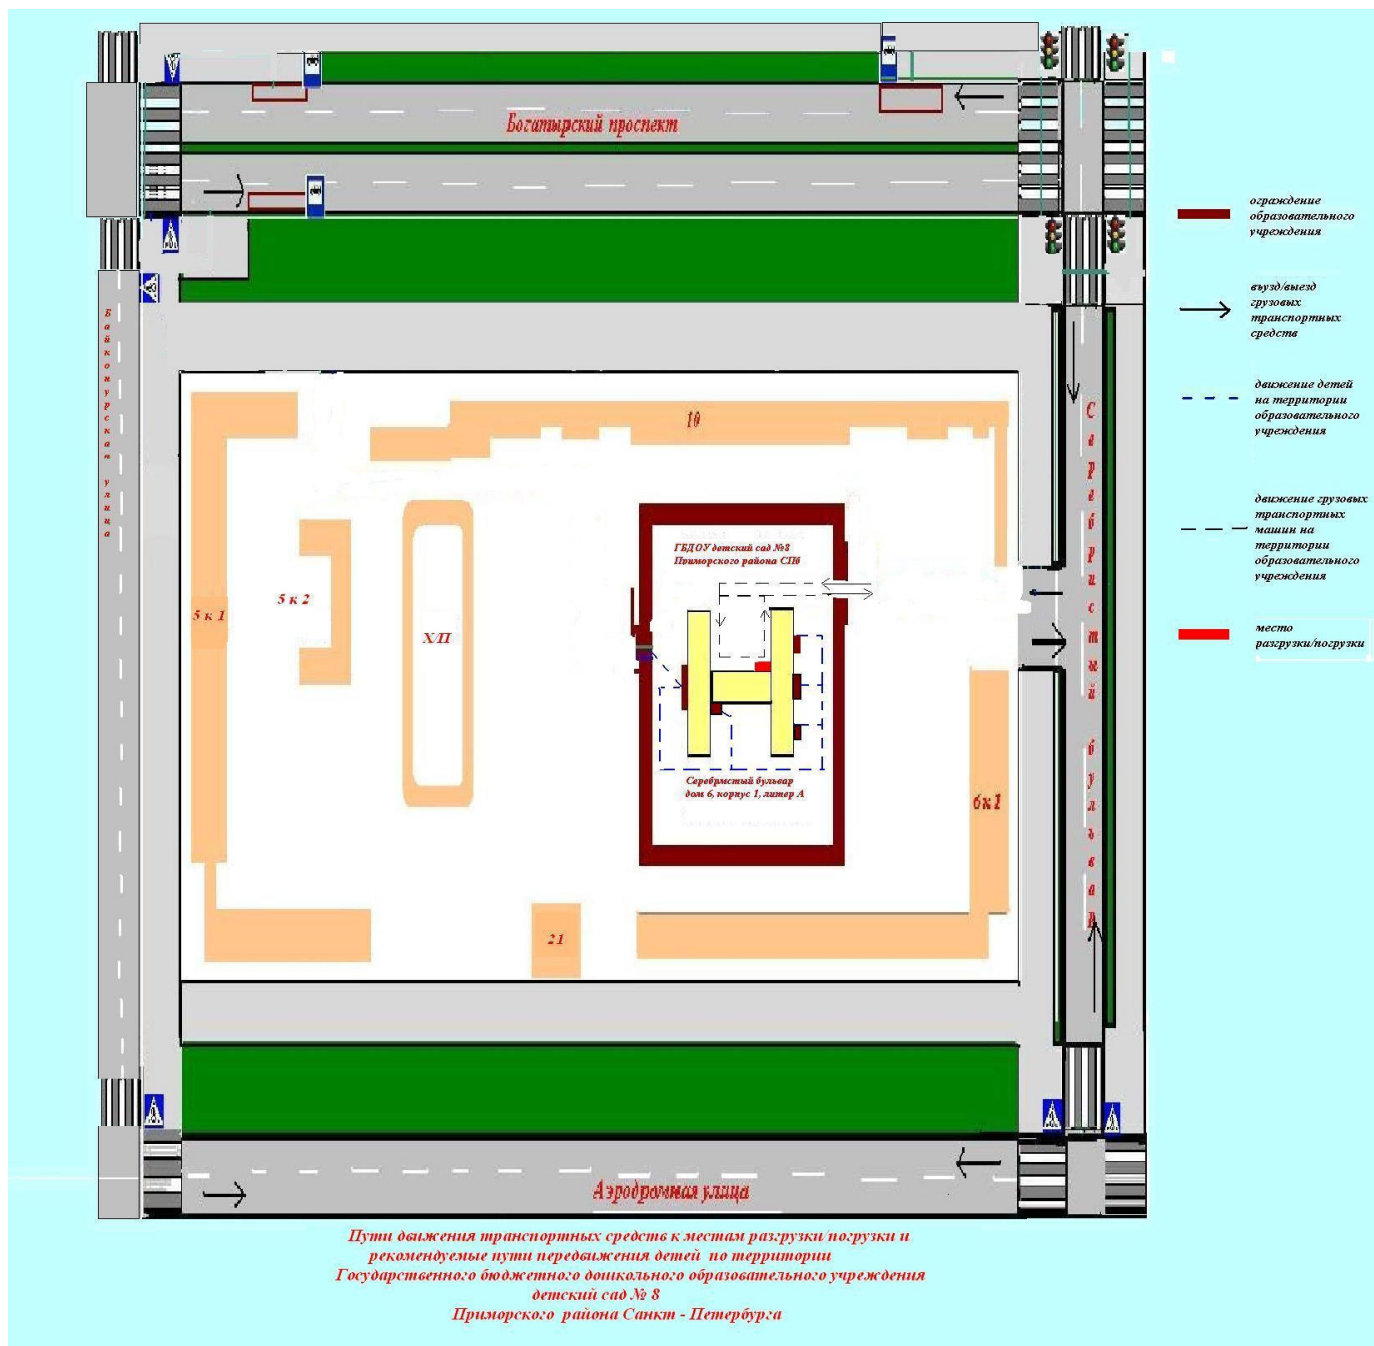 Богатырский проспект
ограждение
образовательного
учреждения
въузд/выезд
грузовых
транспортных
средств
движение детей
на территории
образовательного
учреждения
движение грузовых
транспортных
машин на
территории
образовательного
учреждения
место
разгрузки/погрузки
Байконурская улица
Серебристый бульвар
10
5 к 1
5 к 2
Х/П
ГБДОУ детский сад №8
Приморского района СПб
Серебристый бульвар
дом 6, корпус 1, литер А
6к1
21
Аэродромная улица
Пути движения транспортных средств к местам разгрузки/погрузки и
рекомендуемые пути передвижения детей по территории
Государственного бюджетного дошкольного образовательного учреждения
детский сад № 8
Приморского района Санкт - Петербурга